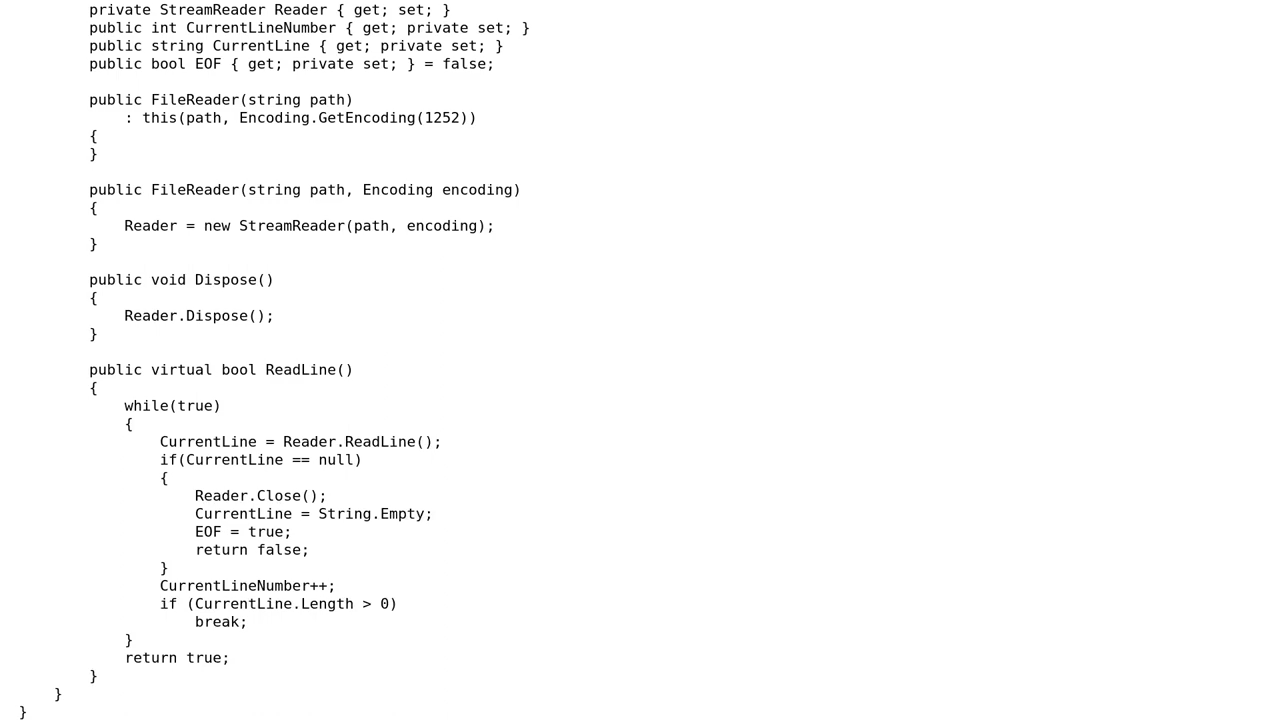 private StreamReader Reader { get; set; }
        public int CurrentLineNumber { get; private set; }
        public string CurrentLine { get; private set; }
        public bool EOF { get; private set; } = false;

        public FileReader(string path)
            : this(path, Encoding.GetEncoding(1252))
        {
        }

        public FileReader(string path, Encoding encoding)
        {
            Reader = new StreamReader(path, encoding);
        }

        public void Dispose()
        {
            Reader.Dispose();
        }

        public virtual bool ReadLine()
        {
            while(true)
            {
                CurrentLine = Reader.ReadLine();
                if(CurrentLine == null)
                {
                    Reader.Close();
                    CurrentLine = String.Empty;
                    EOF = true;
                    return false;
                }
                CurrentLineNumber++;
                if (CurrentLine.Length > 0)
                    break;
            }
            return true;
        }
    }
}